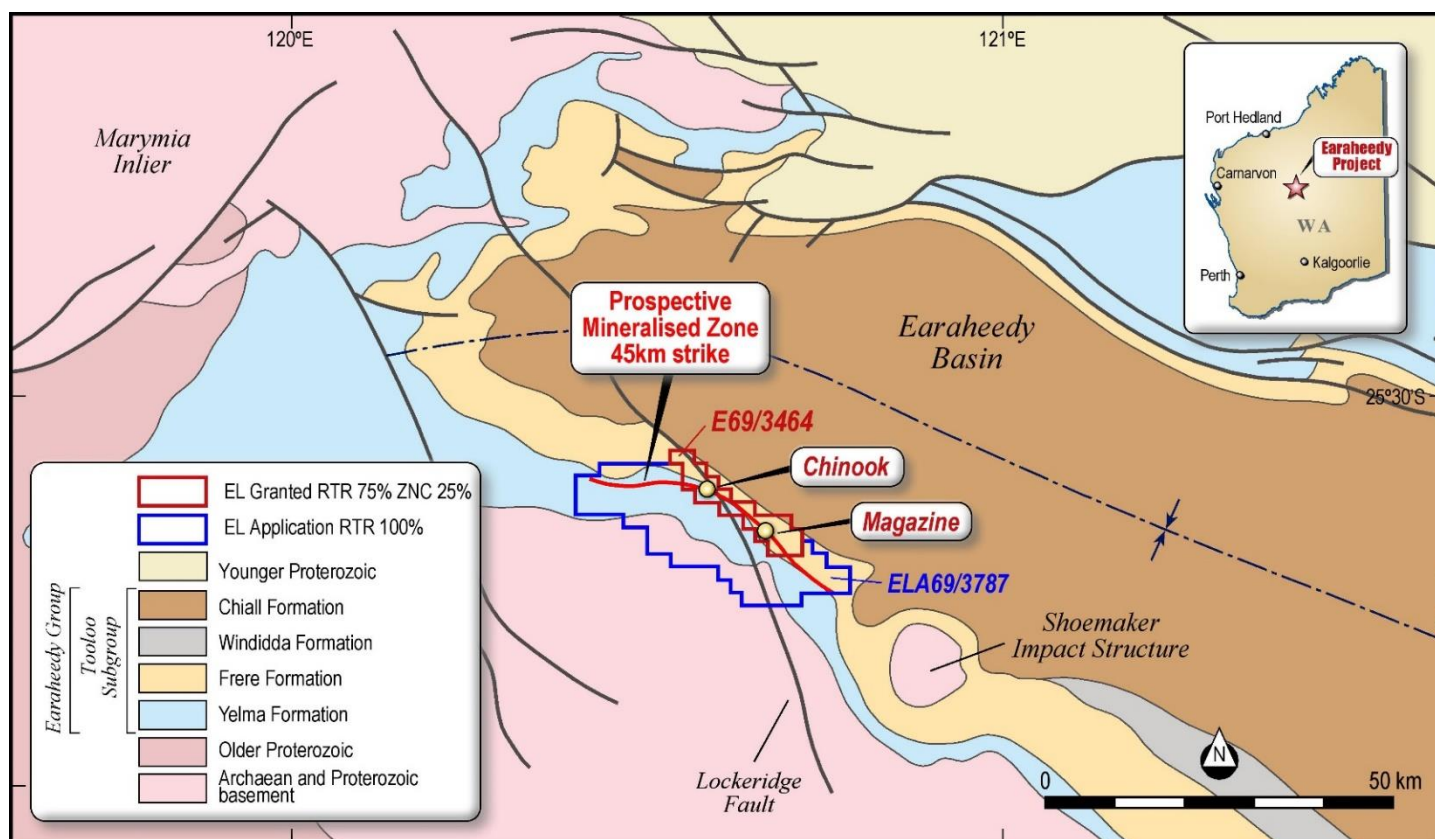 120ºE
121ºE
Marymia
Inlier
Port Hedland
Earaheedy
Project
Carnarvon
WA
Kalgoorlie
Perth
Prospective
Mineralised Zone
45km strike
Earaheedy
Basin
25º30'S
E69/3464
Chinook
Magazine
ELA69/3787
Shoemaker
Impact Structure
Lockeridge
Fault
EL Granted RTR 75% ZNC 25%
EL Application RTR 100%
Younger Proterozoic
Chiall Formation
Windidda Formation
Frere Formation
Yelma Formation
Older Proterozoic
Archaean and Proterozoic
basement
Earaheedy Group
Tooloo
Subgroup
N
0
50 km